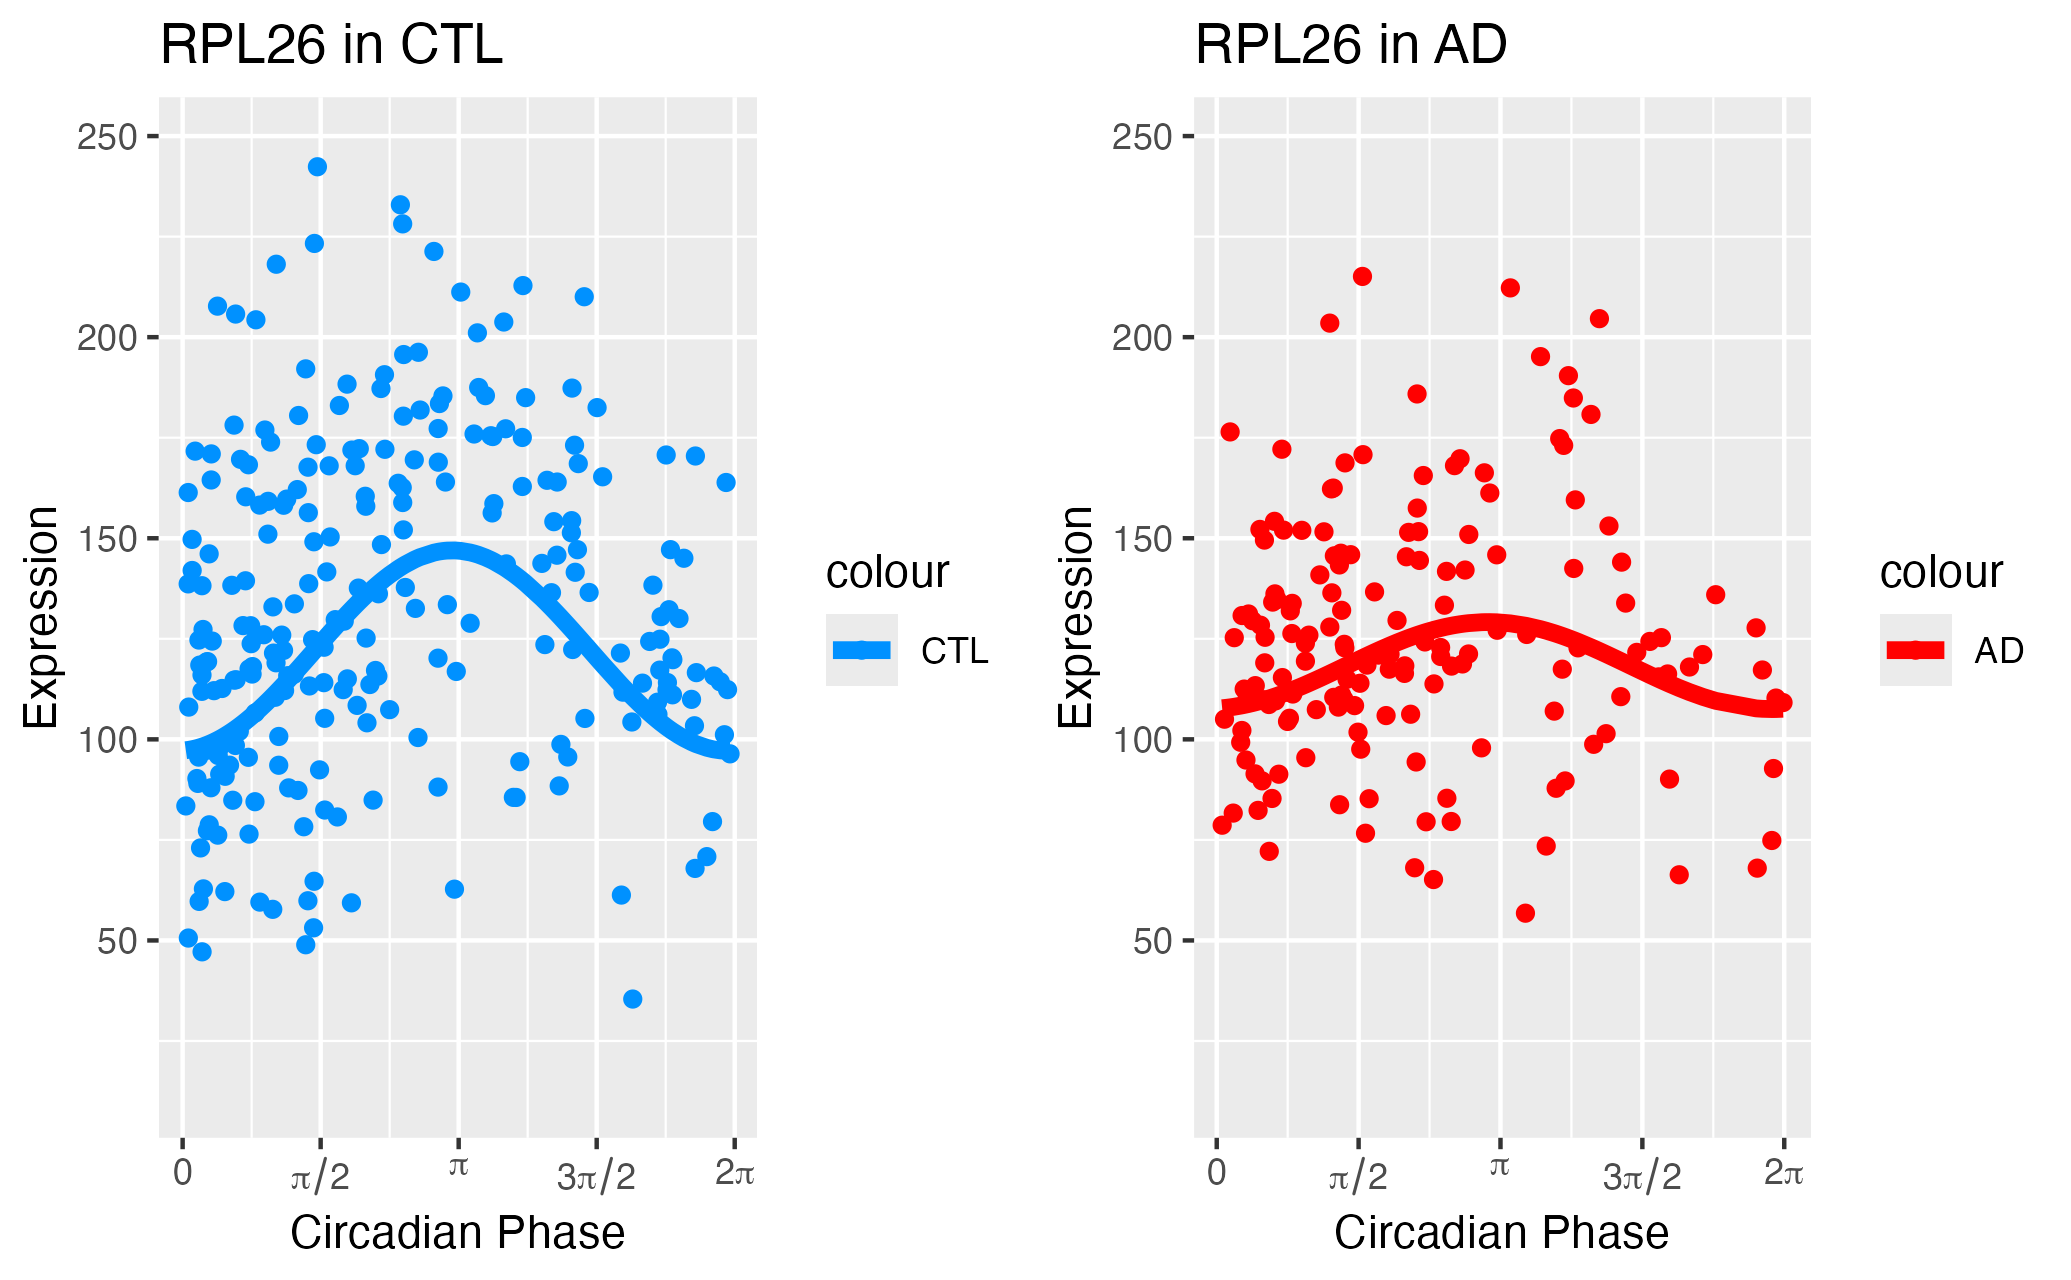 RPL26 in CTL
250
200
150
100
50
Expression
0
π/2
π
3π/2
2π
Circadian Phase
colour
CTL
RPL26 in AD
250
200
150
100
50
Expression
0
π/2
π
3π/2
2π
Circadian Phase
colour
AD